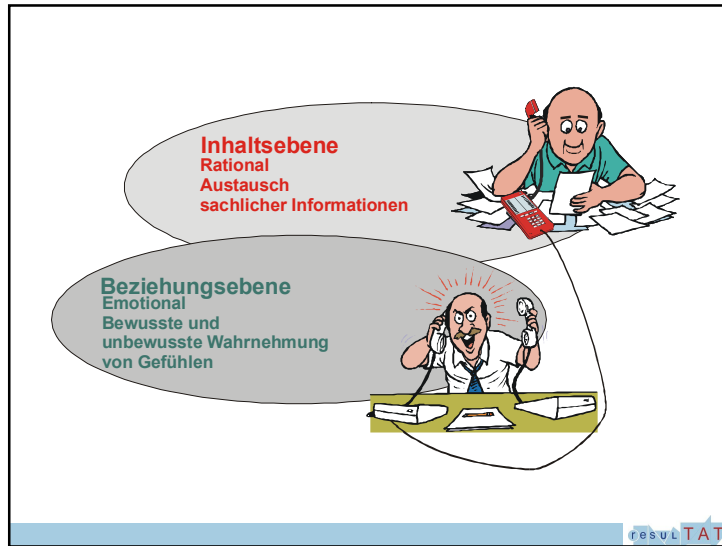 Inhaltsebene
Rational
Austausch
sachlicher Informationen
Beziehungsebene
Emotional
Bewusste und
unbewusste Wahrnehmung
von Gefühlen
resulTAT